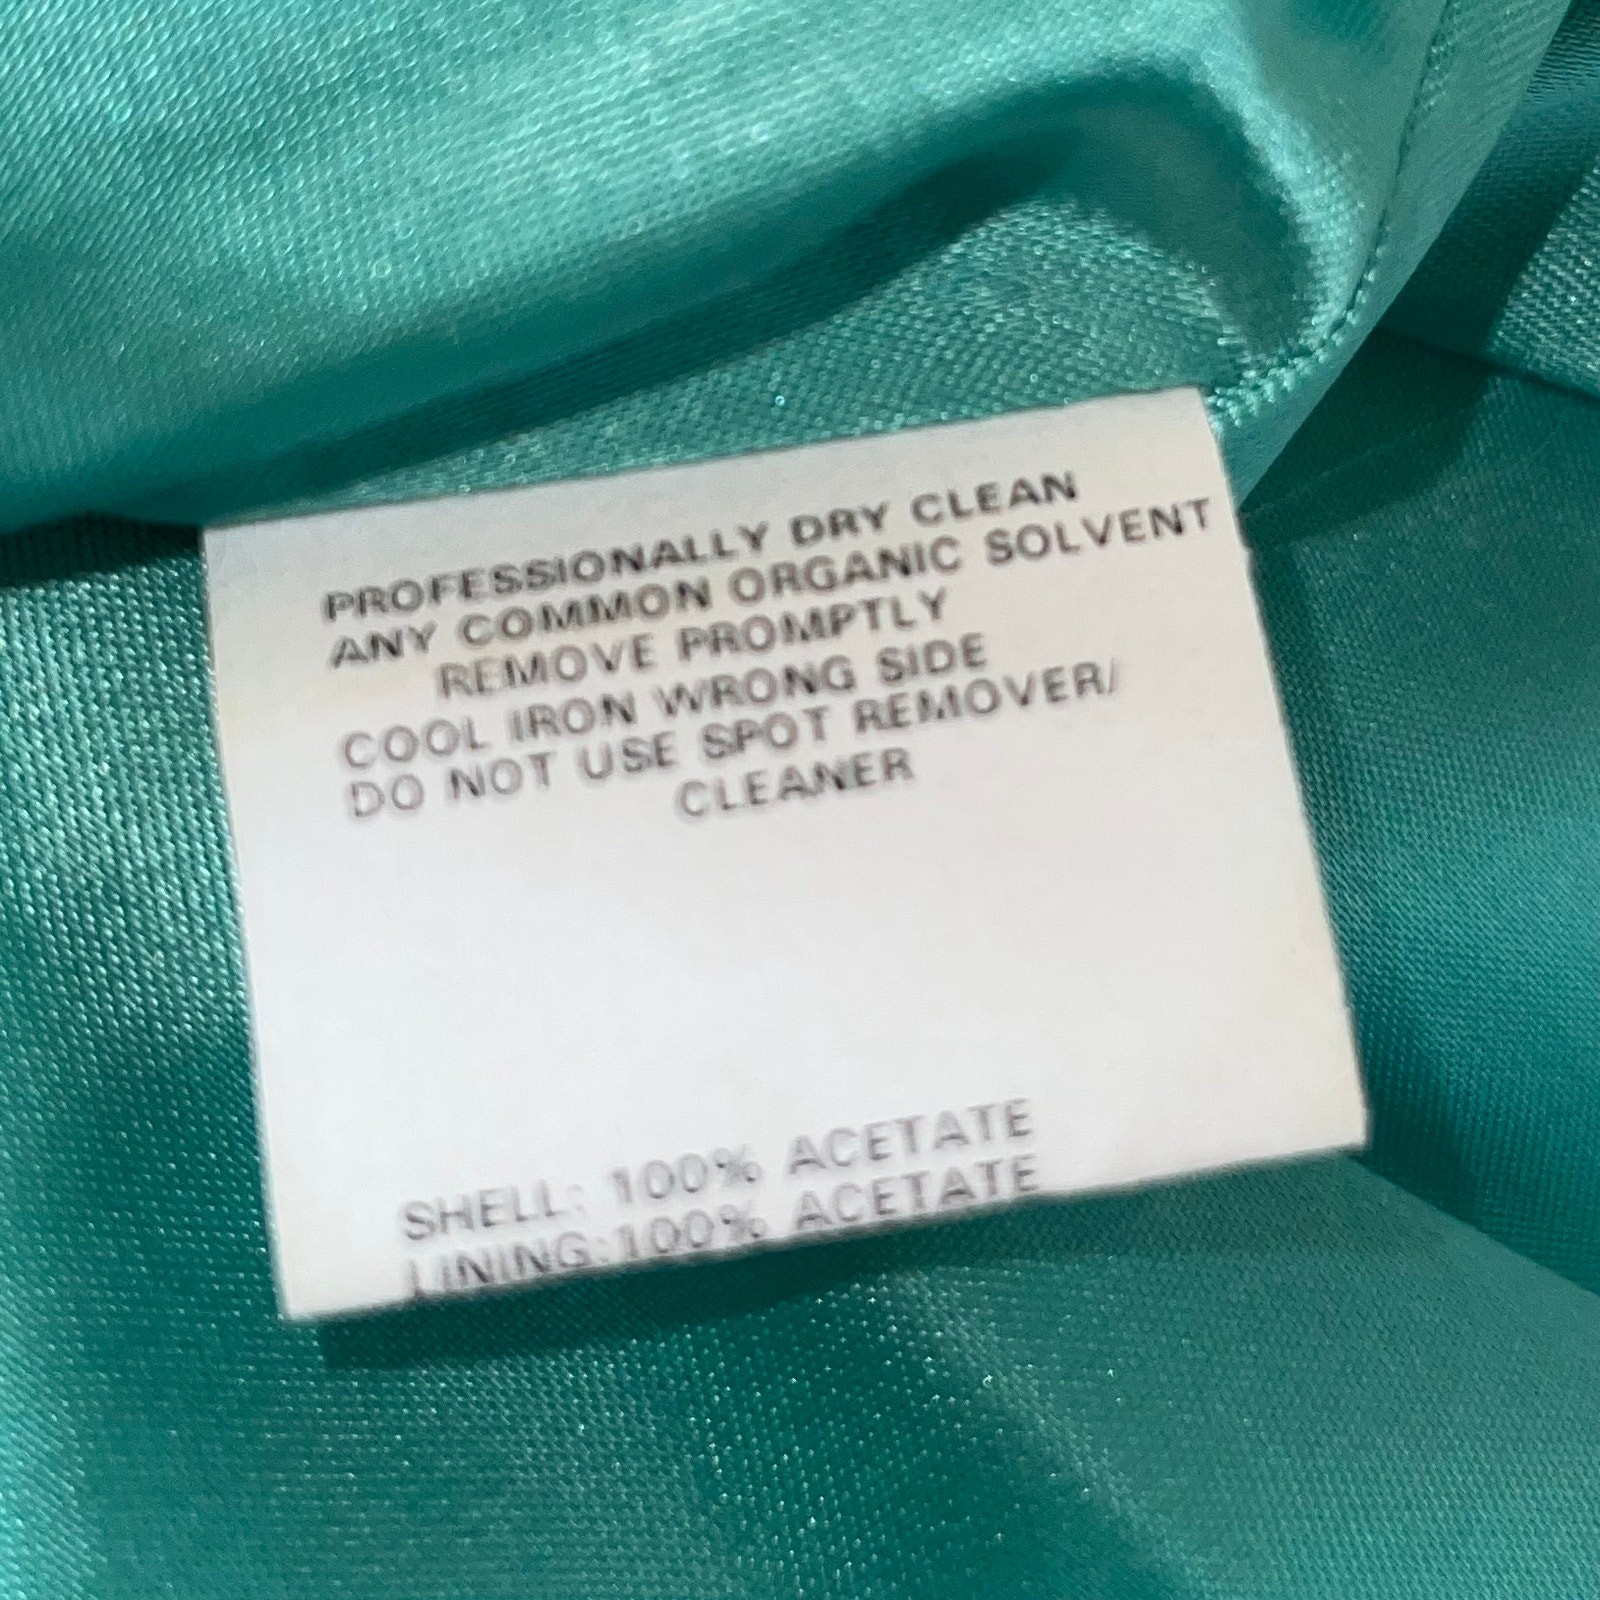 PROFESSIONALLY DRY CLEAN
ANY COMMON ORGANIC SOLVENT
REMOVE PROMPTLY
COOL IRON WRONG SIDE
DO NOT USE SPOT REMOVER/
CLEANER
SHELL: 100% ACETATE
LINING:100% ACETATE